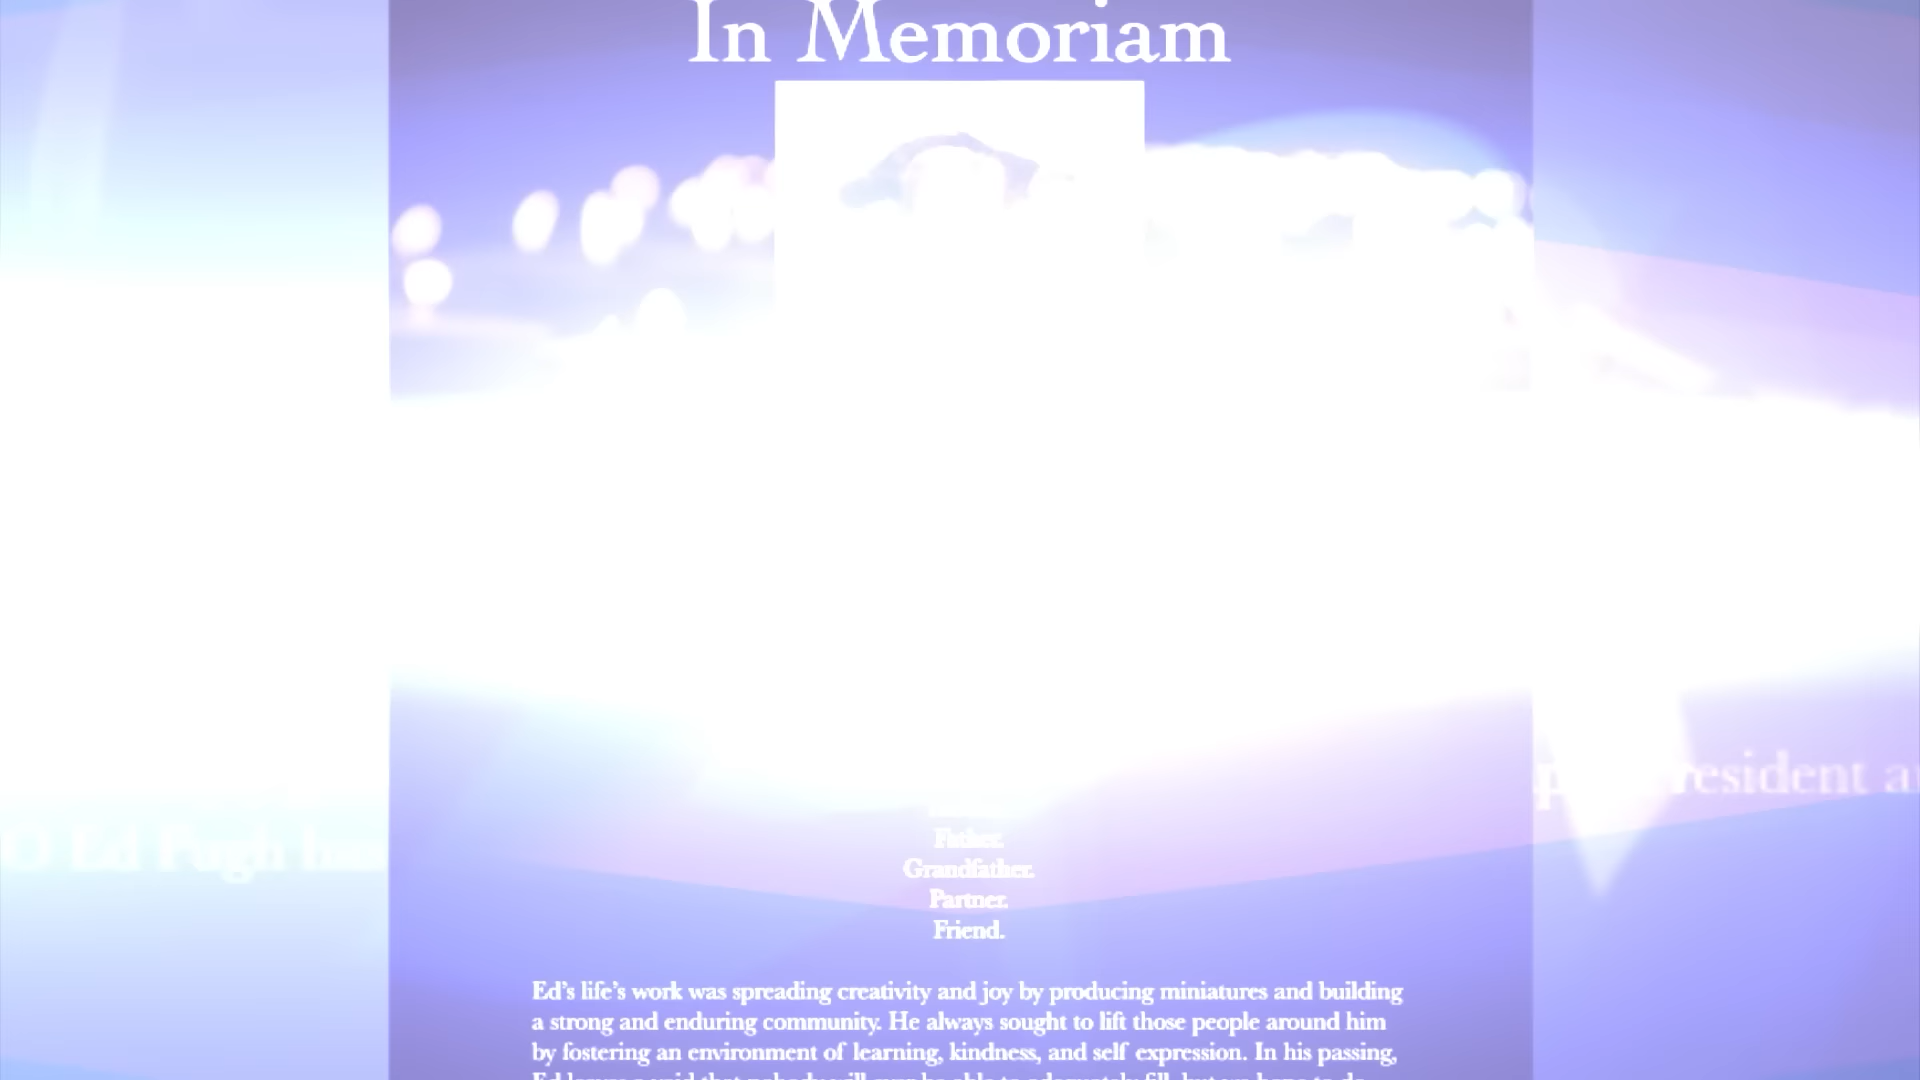 In Memoriam
resident a
Ed Pugh
Father.
Grandfather.
Partner.
Friend.
Ed's life's work was spreading creativity and joy by producing miniatures and building
a strong and enduring community. He always sought to lift those people around him
by fostering an environment of learning, kindness, and self expression. In his passing,